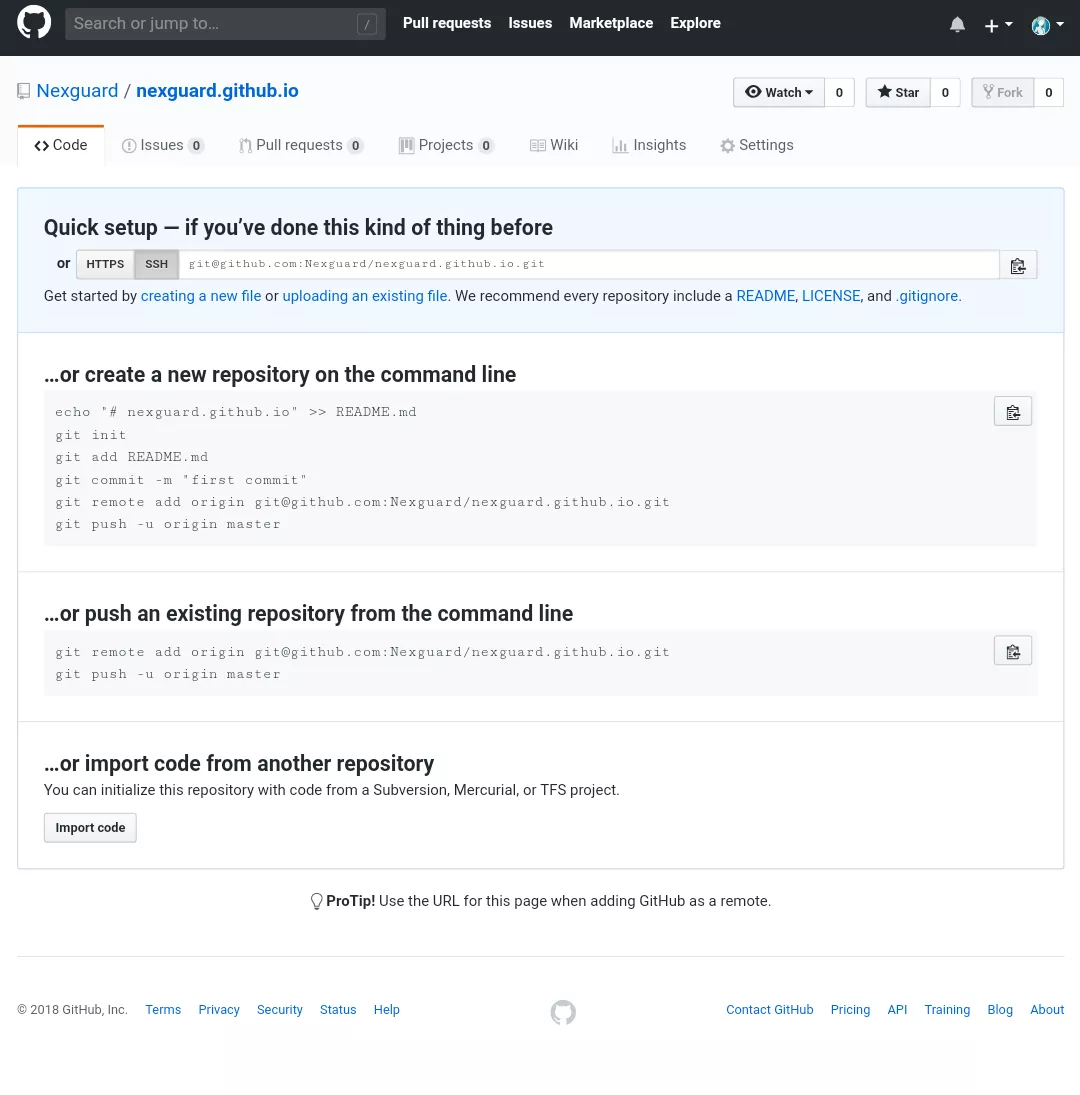 Search or jump to… /
Pull requests Issues Marketplace Explore
Nexguard / nexguard.github.io
Watch 0 Star 0 Fork 0
Code Issues 0 Pull requests 0 Projects 0 Wiki Insights Settings
Quick setup — if you’ve done this kind of thing before
or HTTPS SSH git@github.com:Nexguard/nexguard.github.io.git
Get started by creating a new file or uploading an existing file. We recommend every repository include a README, LICENSE, and .gitignore.
…or create a new repository on the command line
echo "# nexguard.github.io" >> README.md
git init
git add README.md
git commit -m "first commit"
git remote add origin git@github.com:Nexguard/nexguard.github.io.git
git push -u origin master
…or push an existing repository from the command line
git remote add origin git@github.com:Nexguard/nexguard.github.io.git
git push -u origin master
…or import code from another repository
You can initialize this repository with code from a Subversion, Mercurial, or TFS project.
Import code
ProTip! Use the URL for this page when adding GitHub as a remote.
© 2018 GitHub, Inc. Terms Privacy Security Status Help Contact GitHub Pricing API Training Blog About